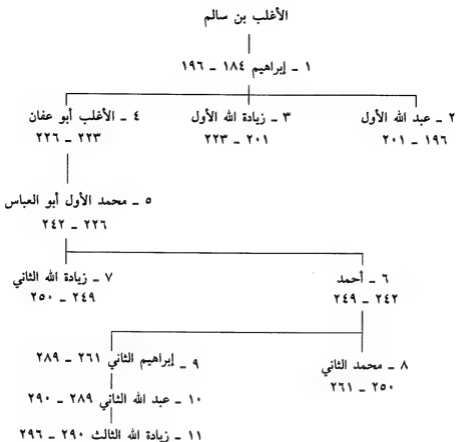 الأغلب بن سالم
١ - إبراهيم ١٨٤ - ١٩٦
٢ - عبد الله الأول
١٩٦ - ٢٠١
٣ - زيادة الله الأول
٢٠١ - ٢٢٣
٤ - الأغلب أبو عفان
٢٢٣ - ٢٢٦
٥ - محمد الأول أبو العباس
٢٢٦ - ٢٤٢
٦ - أحمد
٢٤٢ - ٢٤٩
٧ - زيادة الله الثاني
٢٤٩ - ٢٥٠
٨ - محمد الثاني
٢٥٠ - ٢٦١
٩ - إبراهيم الثاني ٢٦١ - ٢٨٩
١٠ - عبد الله الثاني ٢٨٩ - ٢٩٠
١١ - زيادة الله الثالث ٢٩٠ - ٢٩٦